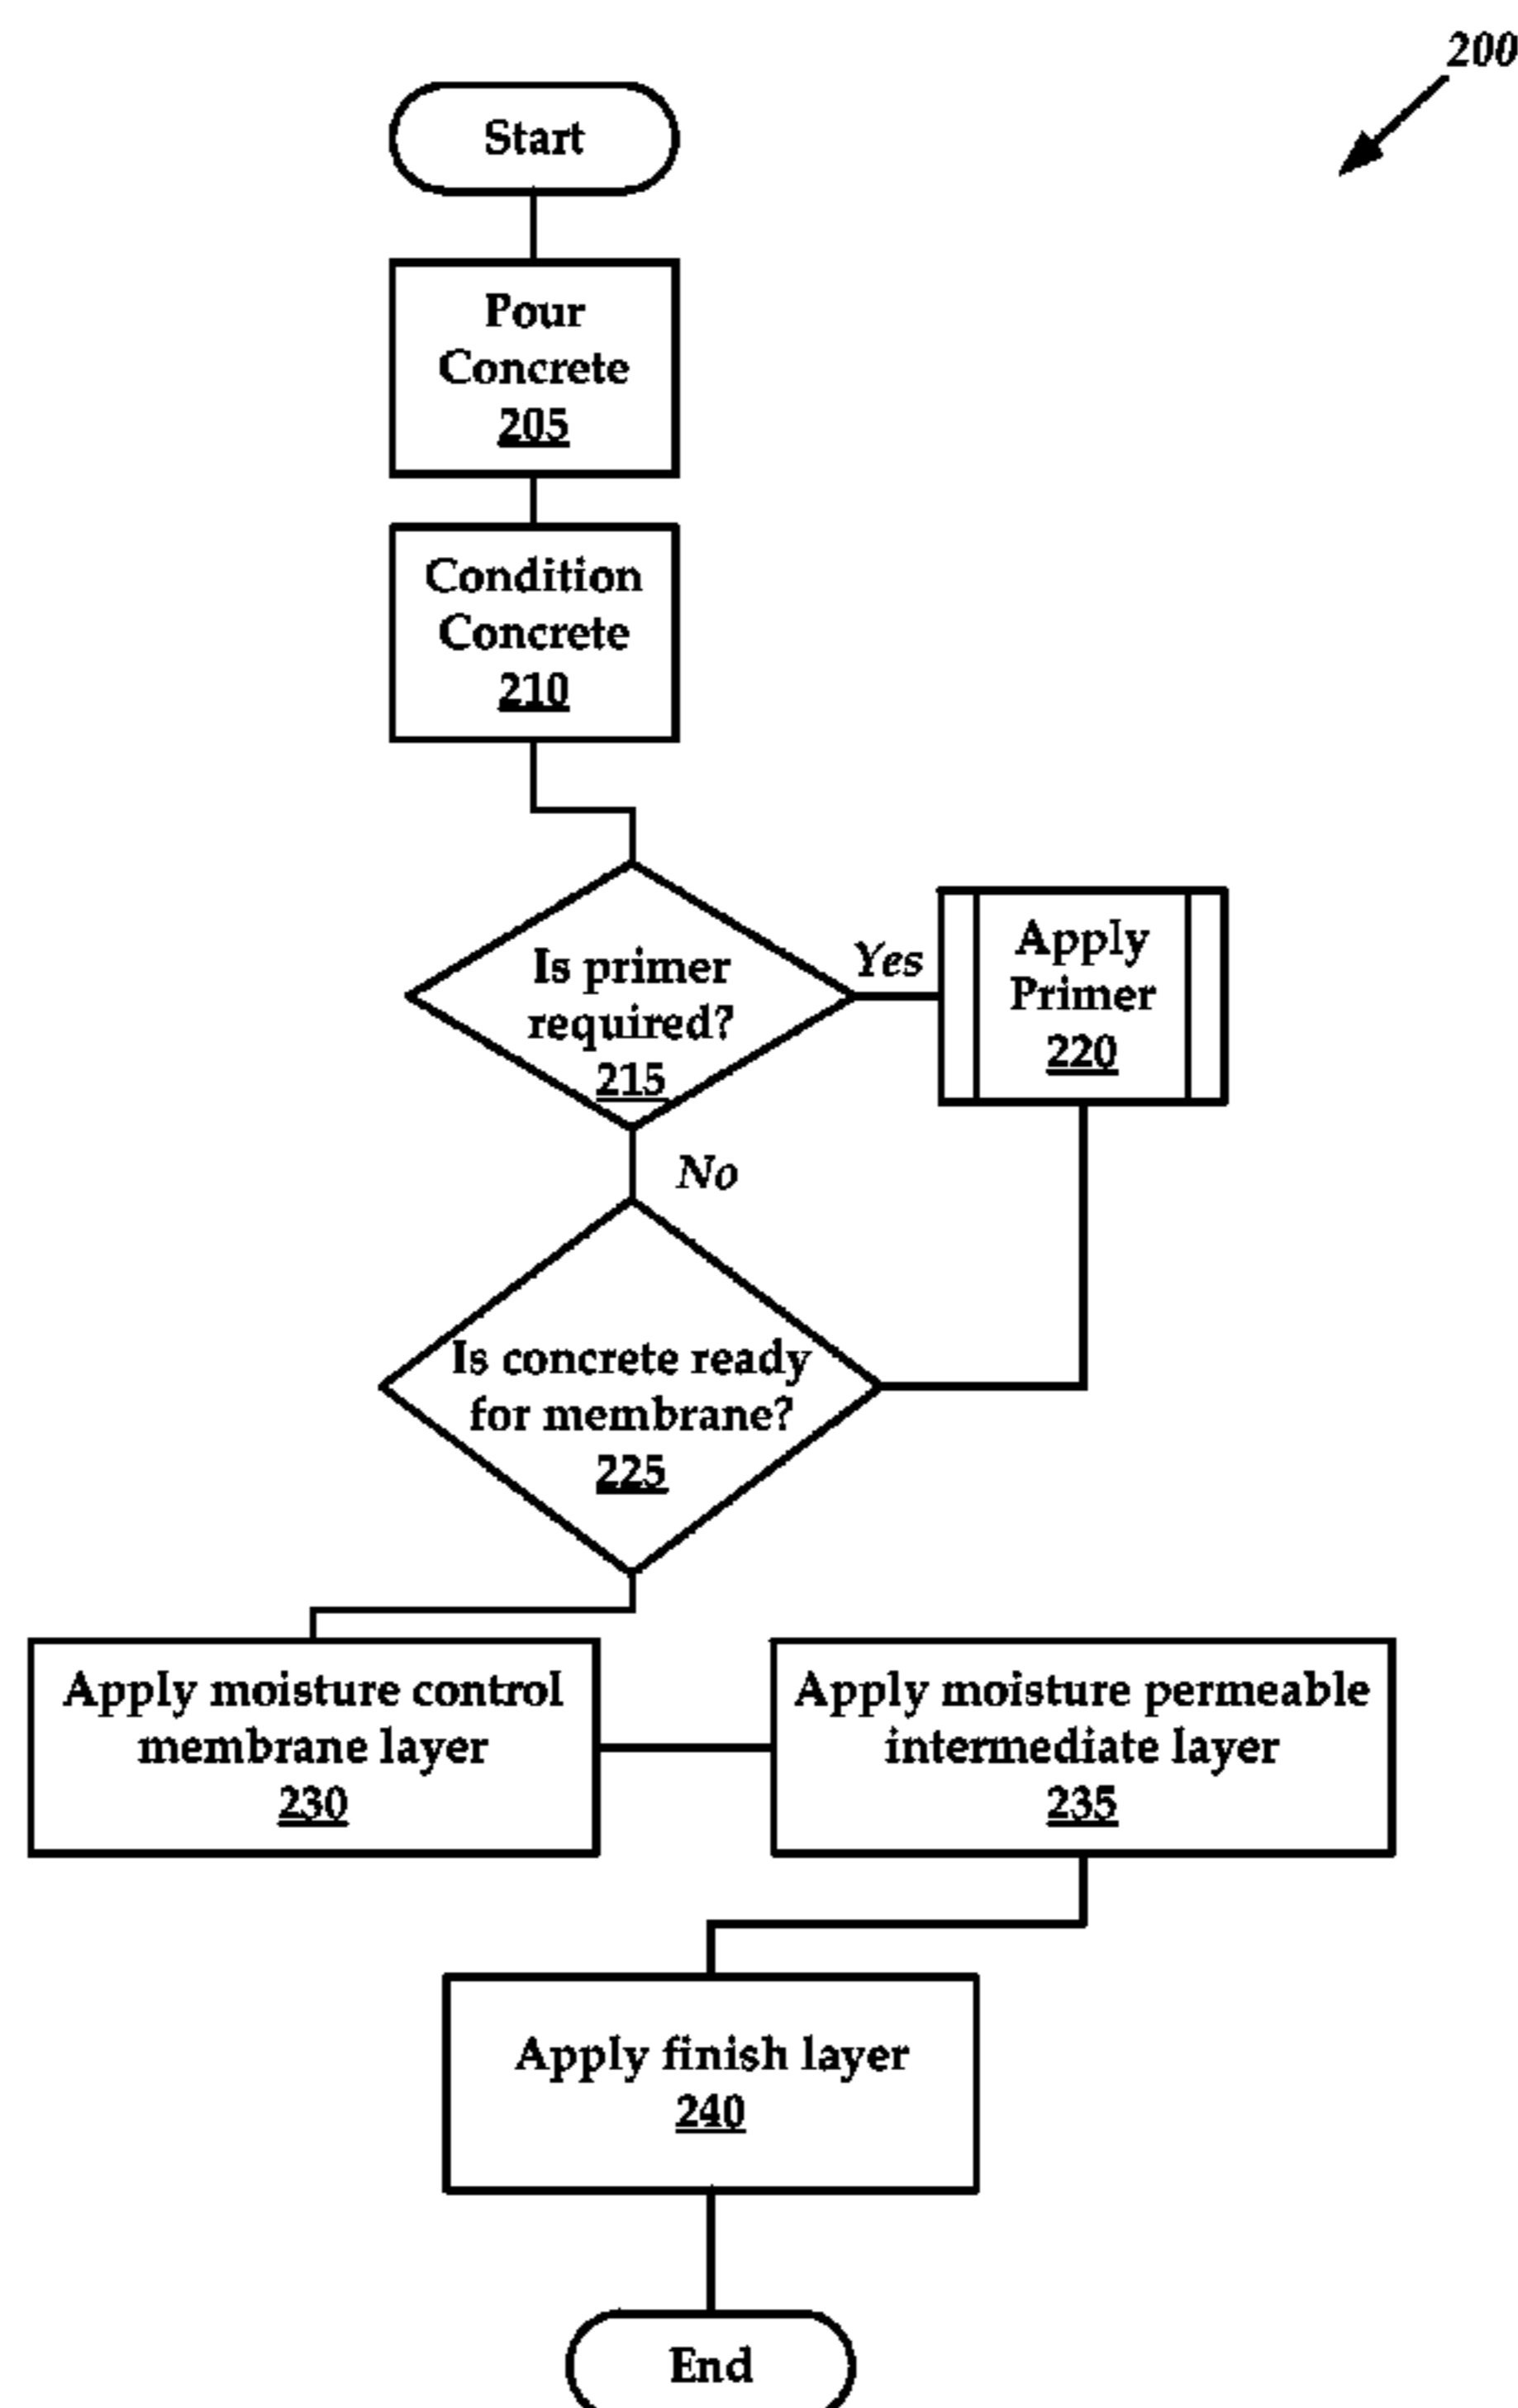 200
Start
Pour
Concrete
205
Condition
Concrete
210
Is primer
required?
215
Yes
Apply
Primer
220
No
Is concrete ready
for membrane?
225
Apply moisture control
membrane layer
230
Apply moisture permeable
intermediate layer
235
Apply finish layer
240
End